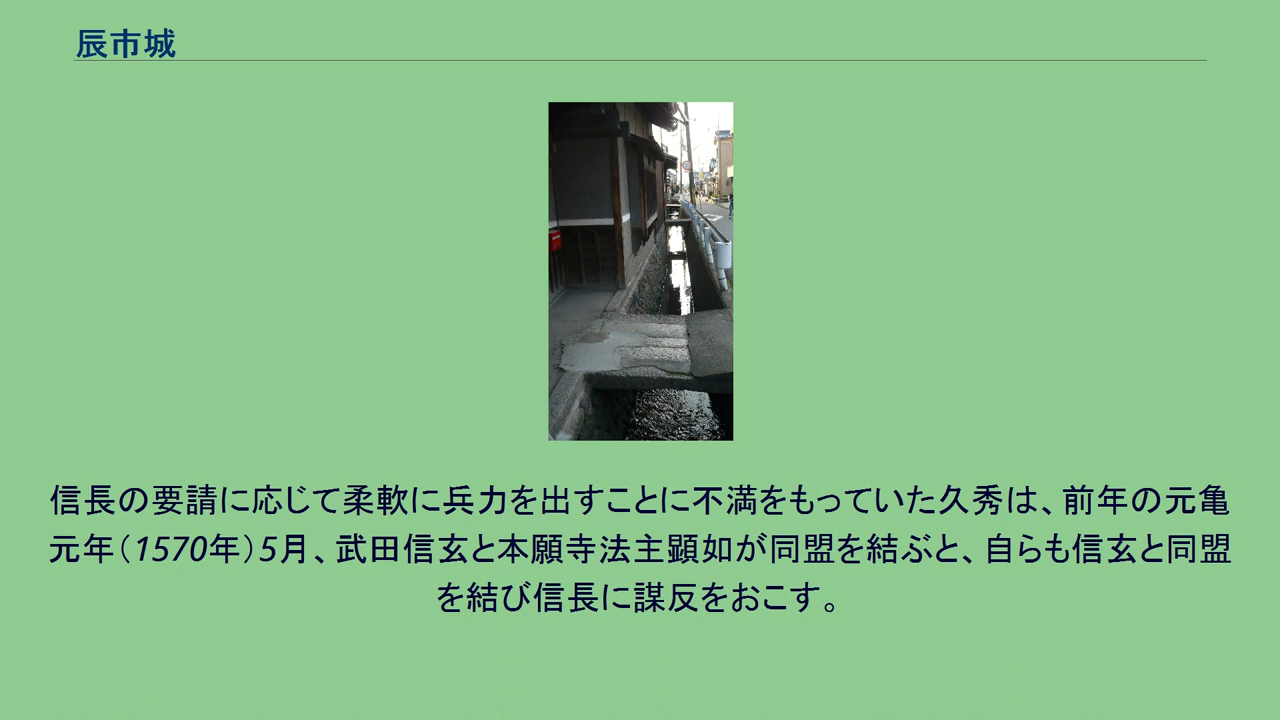 辰市城
信長の要請に応じて柔軟に兵力を出すことに不満をもっていた久秀は、前年の元亀
元年（1570年）5月、武田信玄と本願寺法主顕如が同盟を結ぶと、自らも信玄と同盟
を結び信長に謀反をおこす。